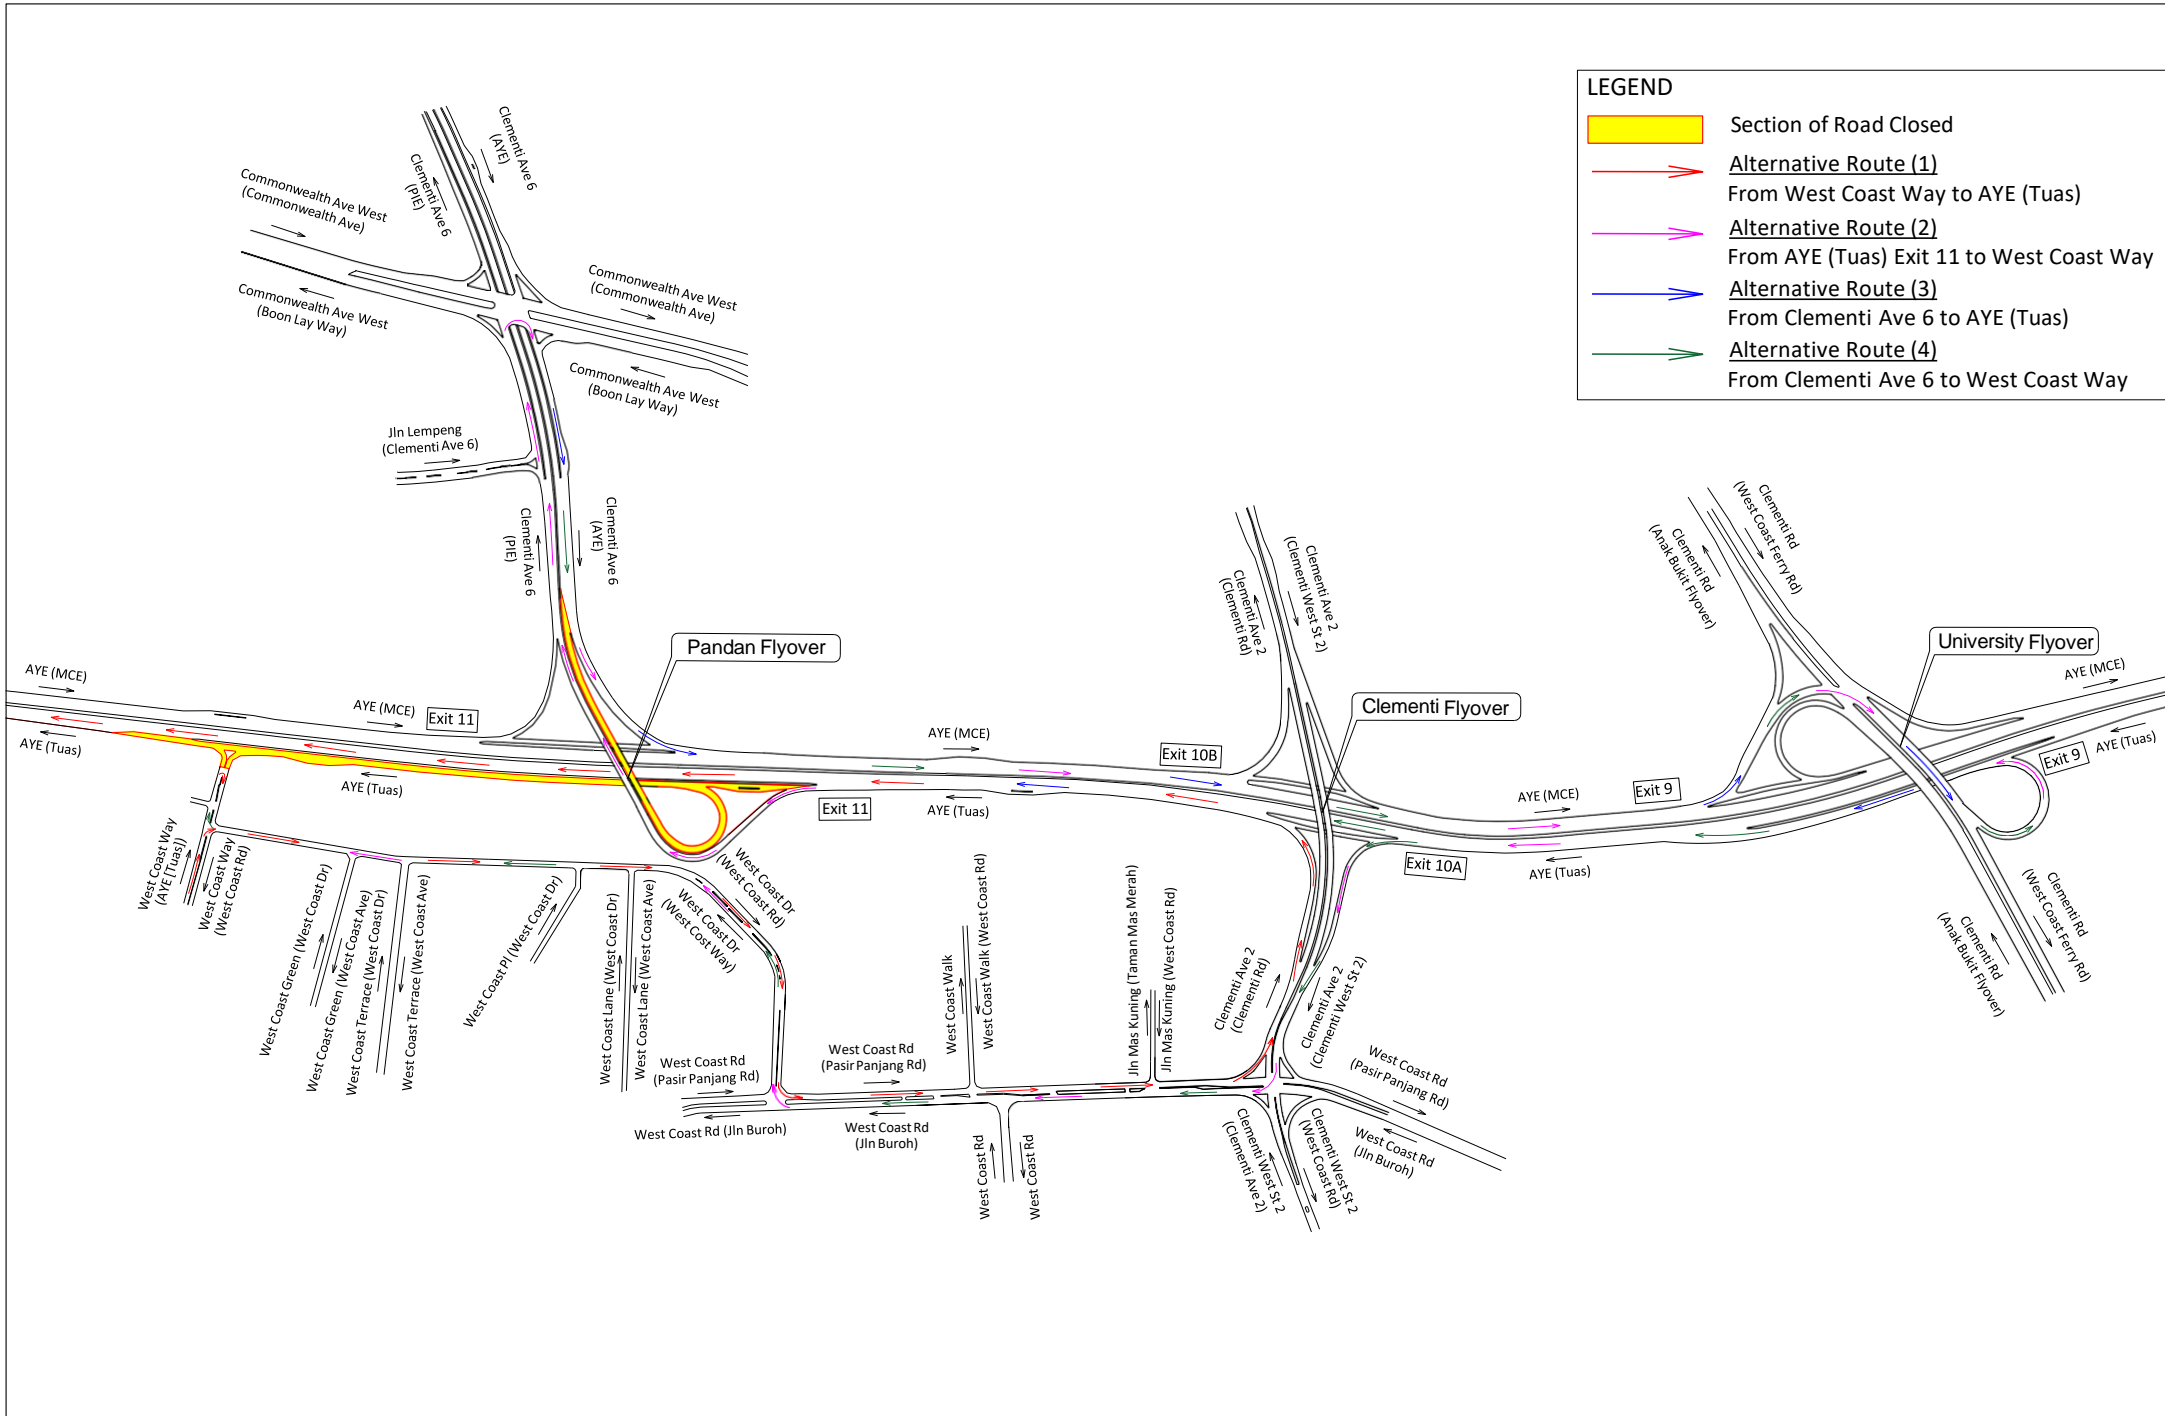 LEGEND
Section of Road Closed
Alternative Route (1)
From West Coast Way to AYE (Tuas)
Alternative Route (2)
From AYE (Tuas) Exit 11 to West Coast Way
Alternative Route (3)
From Clementi Ave 6 to AYE (Tuas)
Alternative Route (4)
From Clementi Ave 6 to West Coast Way
Clementi Ave 6
(AYE)
Clementi Ave 6
(PIE)
Commonwealth Ave West
(Commonwealth Ave)
Commonwealth Ave West
(Boon Lay Way)
Commonwealth Ave West
(Commonwealth Ave)
Commonwealth Ave West
(Boon Lay Way)
Jln Lempeng
(Clementi Ave 6)
Clementi Ave 6
(PIE)
Clementi Ave 6
(AYE)
Pandan Flyover
Clementi Ave 2
(Clementi Rd)
Clementi Ave 2
(Clementi West St 2)
Clementi Flyover
Clementi Rd
(West Coast Ferry Rd)
Clementi Rd
(Anak Bukit Flyover)
University Flyover
AYE (MCE)
AYE (Tuas)
AYE (MCE)
Exit 11
AYE (Tuas)
AYE (MCE)
Exit 11
AYE (Tuas)
Exit 10B
Exit 10A
AYE (MCE)
AYE (Tuas)
Exit 9
AYE (MCE)
AYE (Tuas)
Exit 9
Clementi Rd
(West Coast Ferry Rd)
Clementi Rd
(Anak Bukit Flyover)
West Coast Way
(AYE [Tuas])
West Coast Way
(West Coast Rd)
West Coast Green (West Coast Dr)
West Coast Green (West Coast Ave)
West Coast Terrace (West Coast Dr)
West Coast Terrace (West Coast Ave)
West Coast Pl (West Coast Dr)
West Coast Lane (West Coast Dr)
West Coast Lane (West Coast Ave)
West Coast Dr
(West Coast Rd)
West Coast Dr
(West Cost Way)
West Coast Rd
(Pasir Panjang Rd)
West Coast Rd (Jln Buroh)
West Coast Rd
(Pasir Panjang Rd)
West Coast Rd
(Jln Buroh)
West Coast Walk
West Coast Walk (West Coast Rd)
West Coast Rd
West Coast Rd
Jln Mas Kuning (Taman Mas Merah)
Jln Mas Kuning (West Coast Rd)
Clementi Ave 2
(Clementi Rd)
Clementi Ave 2
(Clementi West St 2)
West Coast Rd
(Pasir Panjang Rd)
West Coast Rd
(Jln Buroh)
Clementi West St 2
(Clementi Ave 2)
Clementi West St 2
(West Coast Rd)